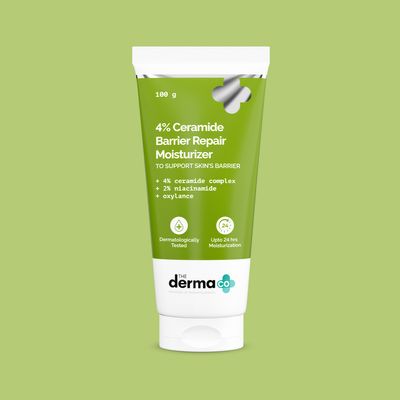 100 g
4% Ceramide
Barrier Repair
Moisturizer
TO SUPPORT SKIN'S BARRIER
+ 4% ceramide complex
+ 2% niacinamide
+ oxylance
24
Dermatologically
Tested
Upto 24 hrs
Moisturization
THE
derma co